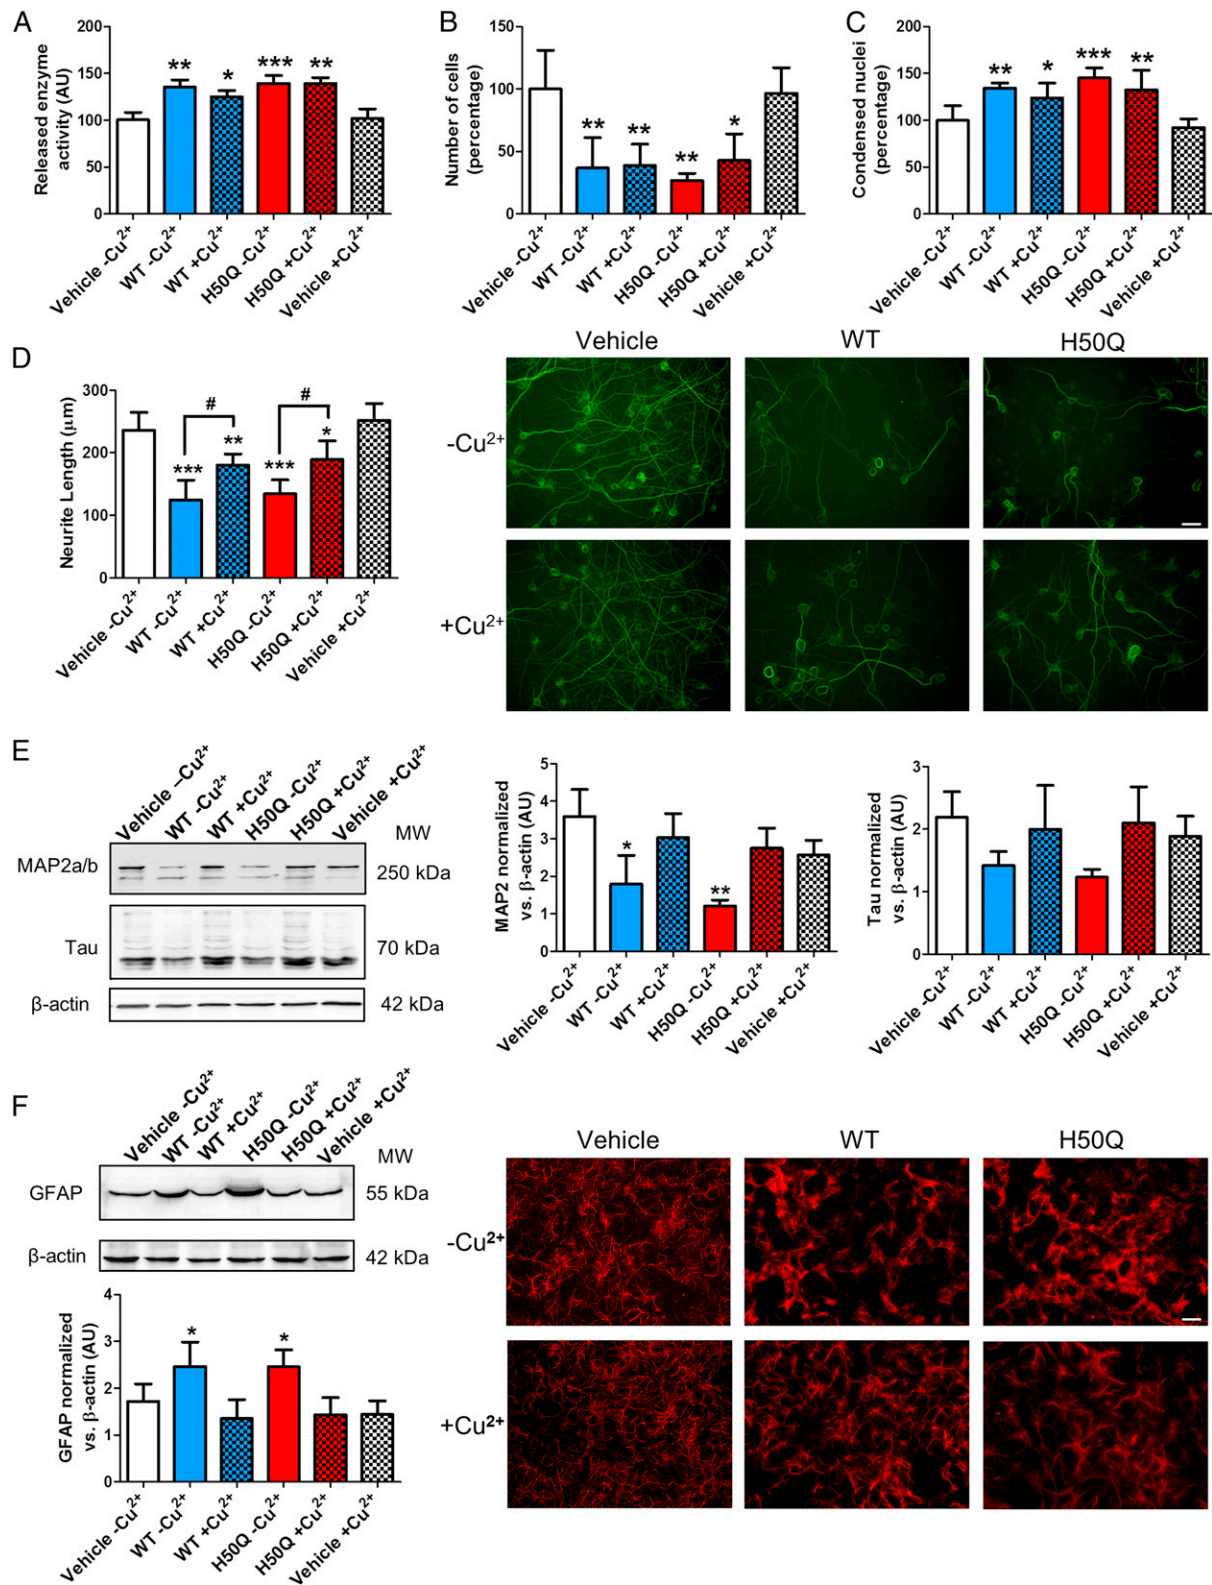 A
Released enzyme
activity (AU)
200
150
100
50
0
** * *** **
Vehicle -Cu²⁺
WT -Cu²⁺
WT +Cu²⁺
H50Q -Cu²⁺
H50Q +Cu²⁺
Vehicle +Cu²⁺
B
Number of cells
(percentage)
150
100
50
0
** ** ** *
Vehicle -Cu²⁺
WT -Cu²⁺
WT +Cu²⁺
H50Q -Cu²⁺
H50Q +Cu²⁺
Vehicle +Cu²⁺
C
Condensed nuclei
(percentage)
200
150
100
50
0
** * *** **
Vehicle -Cu²⁺
WT -Cu²⁺
WT +Cu²⁺
H50Q -Cu²⁺
H50Q +Cu²⁺
Vehicle +Cu²⁺
D
Neurite Length (μm)
300
200
100
0
# #
*** ** *** *
Vehicle -Cu²⁺
WT -Cu²⁺
WT +Cu²⁺
H50Q -Cu²⁺
H50Q +Cu²⁺
Vehicle +Cu²⁺
Vehicle WT H50Q
-Cu²⁺
+Cu²⁺
E
Vehicle –Cu²⁺
WT -Cu²⁺
WT +Cu²⁺
H50Q -Cu²⁺
H50Q +Cu²⁺
Vehicle +Cu²⁺
MW
MAP2a/b 250 kDa
Tau 70 kDa
β-actin 42 kDa
MAP2 normalized
vs. β-actin (AU)
5
4
3
2
1
0
* **
Vehicle -Cu²⁺
WT -Cu²⁺
WT +Cu²⁺
H50Q -Cu²⁺
H50Q +Cu²⁺
Vehicle +Cu²⁺
Tau normalized
vs. β-actin (AU)
3
2
1
0
Vehicle -Cu²⁺
WT -Cu²⁺
WT +Cu²⁺
H50Q -Cu²⁺
H50Q +Cu²⁺
Vehicle +Cu²⁺
F
Vehicle -Cu²⁺
WT -Cu²⁺
WT +Cu²⁺
H50Q -Cu²⁺
H50Q +Cu²⁺
Vehicle +Cu²⁺
MW
GFAP 55 kDa
β-actin 42 kDa
GFAP normalized
vs. β-actin (AU)
4
3
2
1
0
* *
Vehicle -Cu²⁺
WT -Cu²⁺
WT +Cu²⁺
H50Q -Cu²⁺
H50Q +Cu²⁺
Vehicle +Cu²⁺
Vehicle WT H50Q
-Cu²⁺
+Cu²⁺